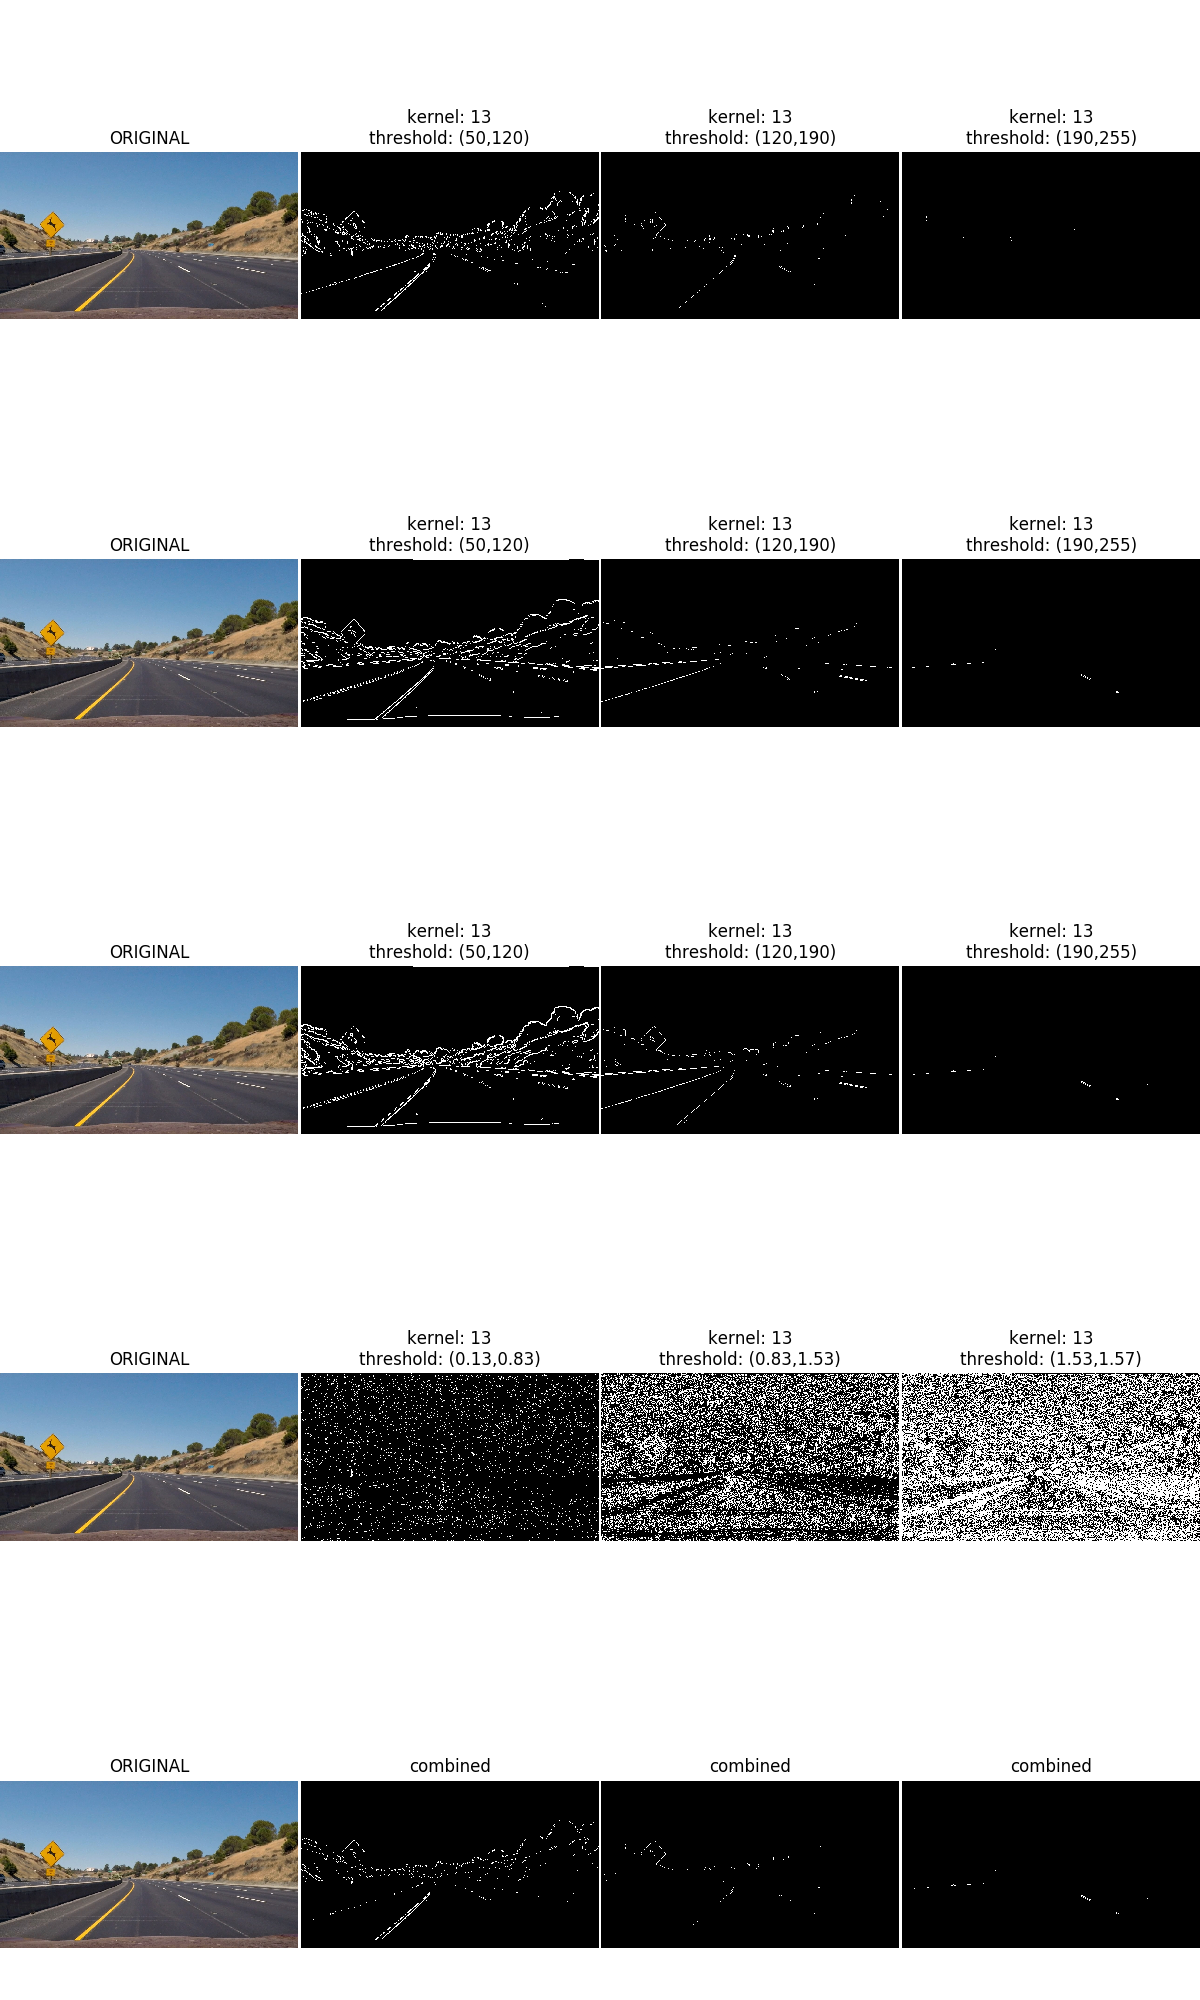 kernel: 13
kernel: 13
kernel: 13
ORIGINAL
threshold: (50,120)
threshold: (120,190)
threshold: (190,255)
kernel: 13
kernel: 13
kernel: 13
ORIGINAL
threshold: (50,120)
threshold: (120,190)
threshold: (190,255)
kernel: 13
kernel: 13
kernel: 13
ORIGINAL
threshold: (50,120)
threshold: (120,190)
threshold: (190,255)
kernel: 13
kernel: 13
kernel: 13
ORIGINAL
threshold: (0.13,0.83)
threshold: (0.83,1.53)
threshold: (1.53,1.57)
ORIGINAL
combined
combined
combined